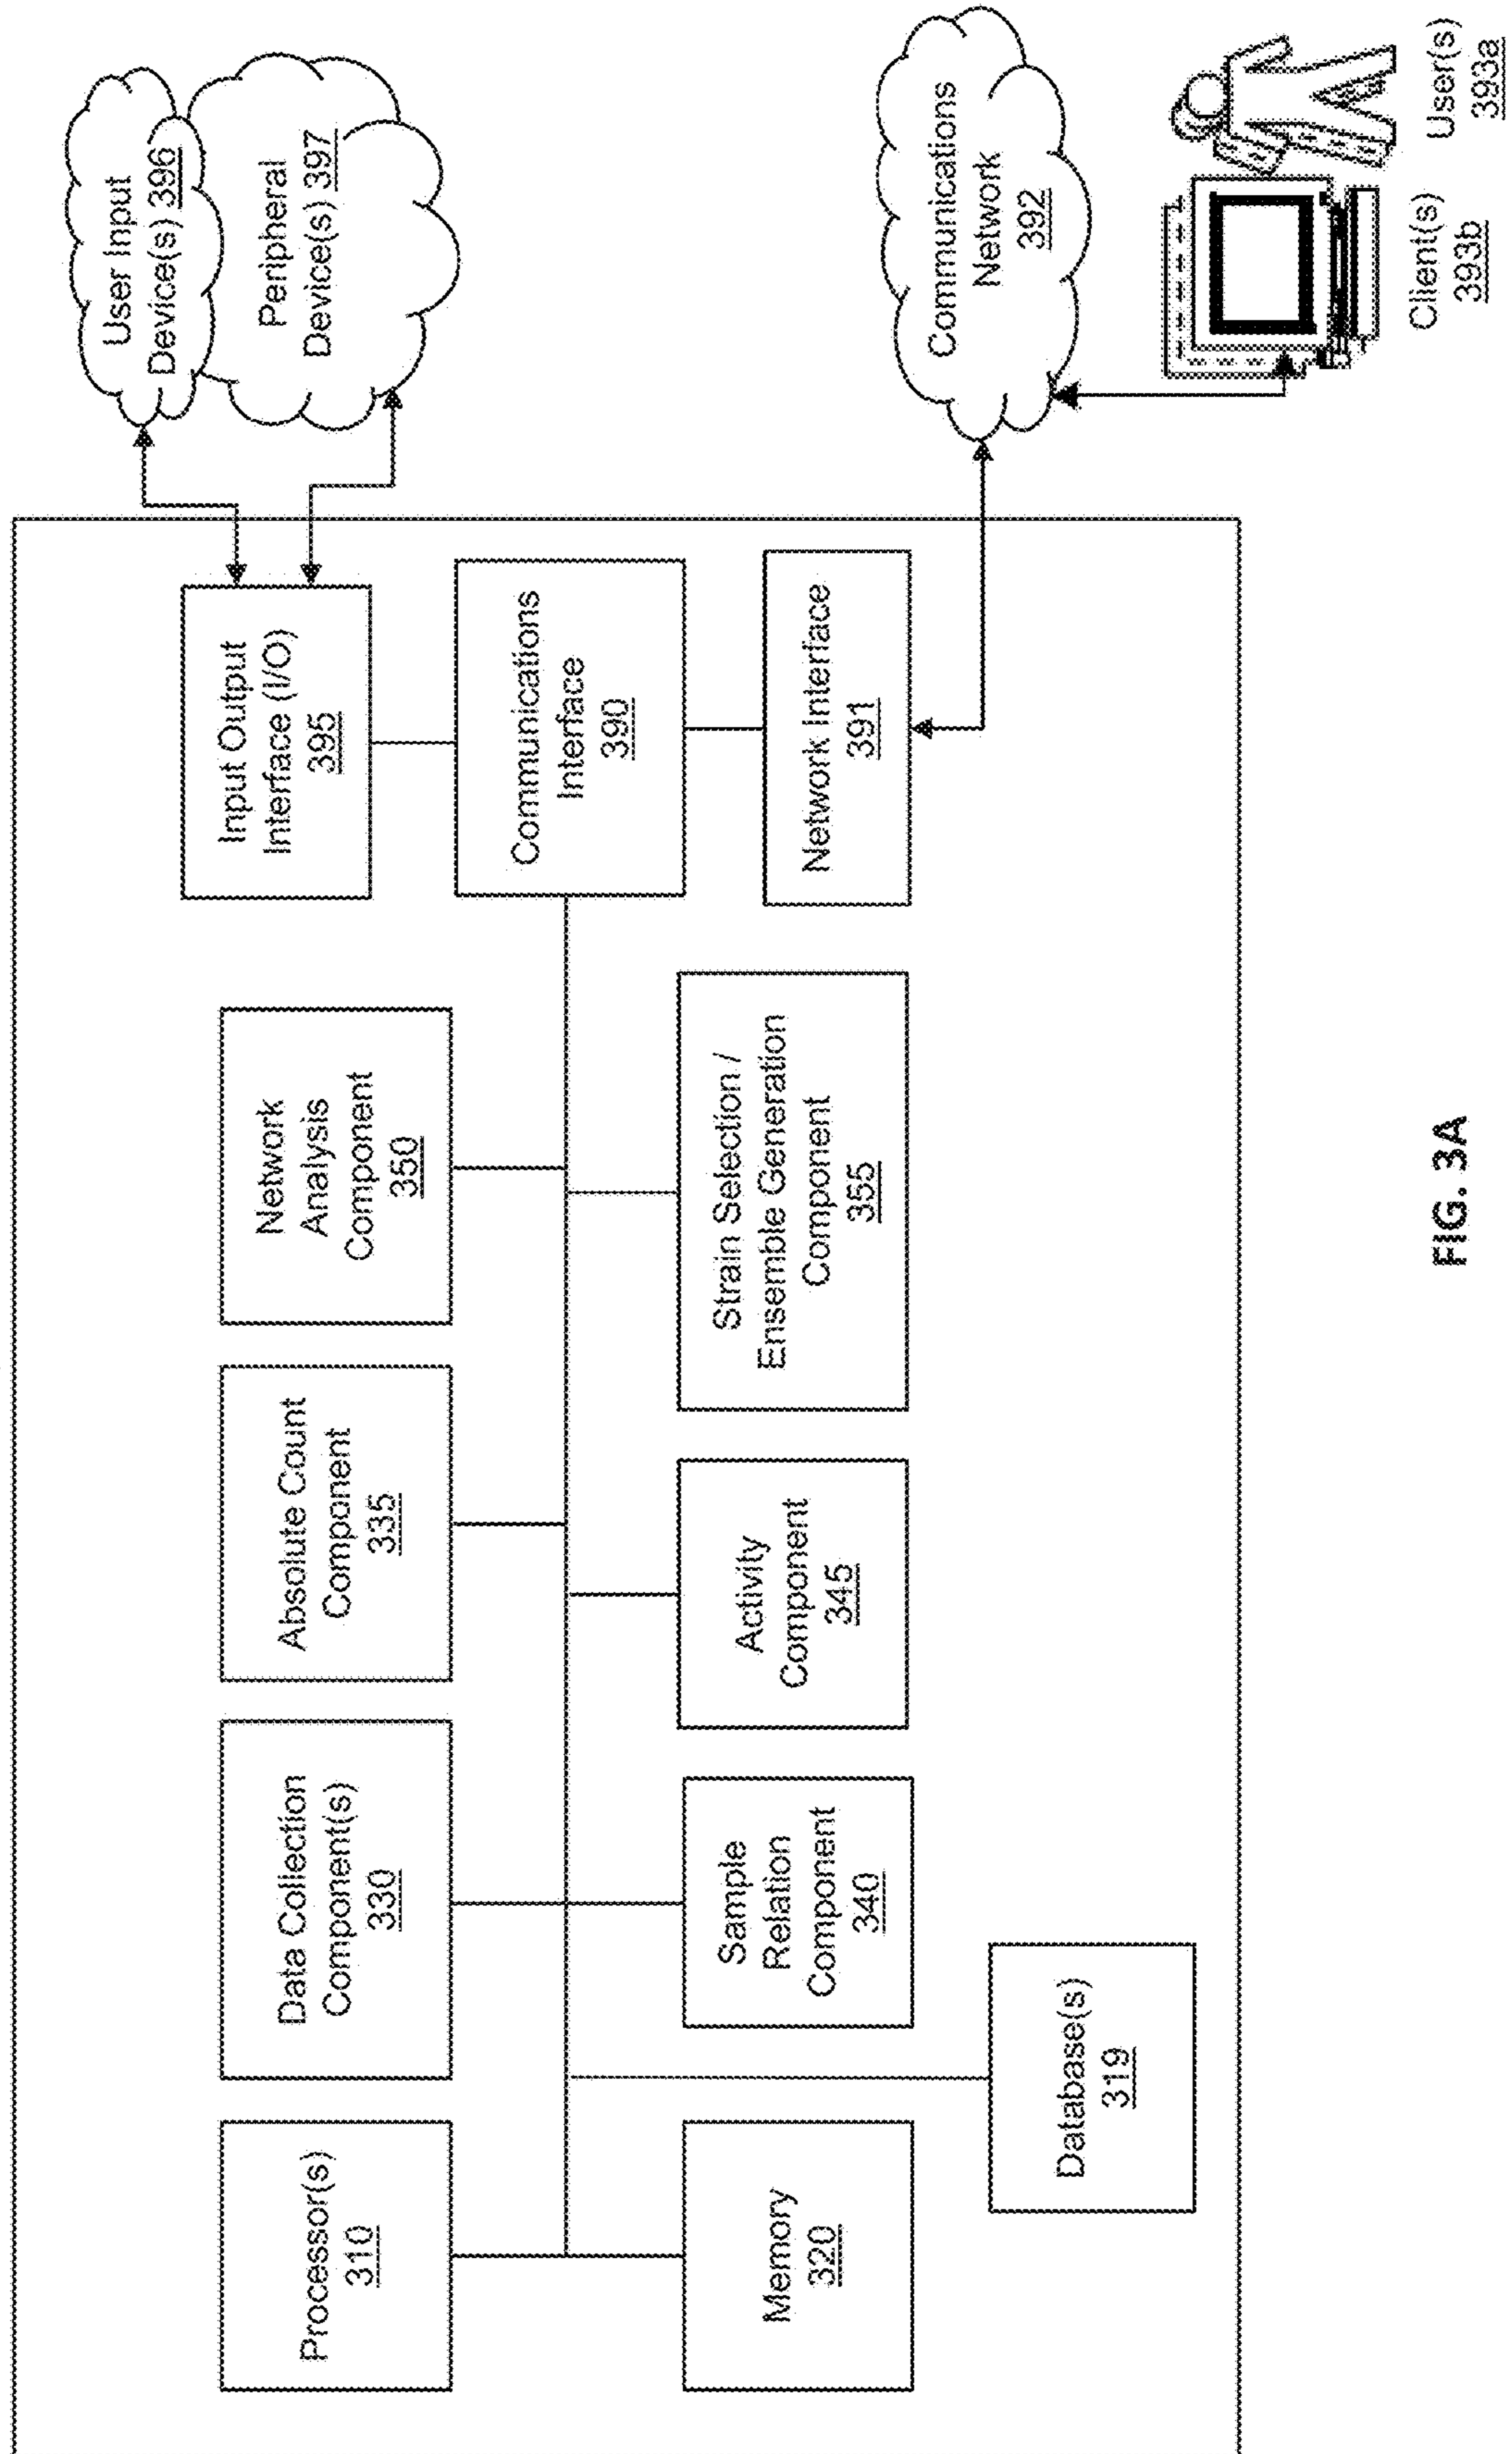 Processor(s)
310
Data Collection
Component(s)
330
Absolute Count
Component
335
Network
Analysis
Component
350
Input Output
Interface (I/O)
395
User Input
Device(s) 396
Peripheral
Device(s) 397
Communications
Interface
390
Memory
320
Sample
Relation
Component
340
Activity
Component
345
Strain Selection /
Ensemble Generation
Component
355
Network Interface
391
Communications
Network
392
Database(s)
319
Client(s)
393b
User(s)
393a
FIG. 3A